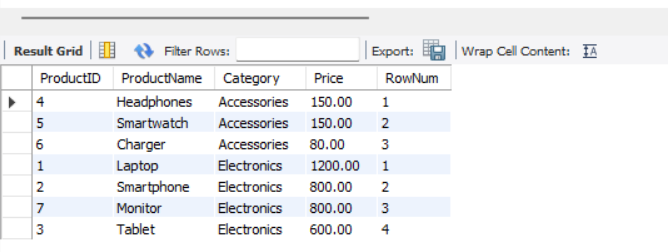 Result Grid Filter Rows: Export: Wrap Cell Content: IA
ProductID ProductName Category Price RowNum
4 Headphones Accessories 150.00 1
5 Smartwatch Accessories 150.00 2
6 Charger Accessories 80.00 3
1 Laptop Electronics 1200.00 1
2 Smartphone Electronics 800.00 2
7 Monitor Electronics 800.00 3
3 Tablet Electronics 600.00 4